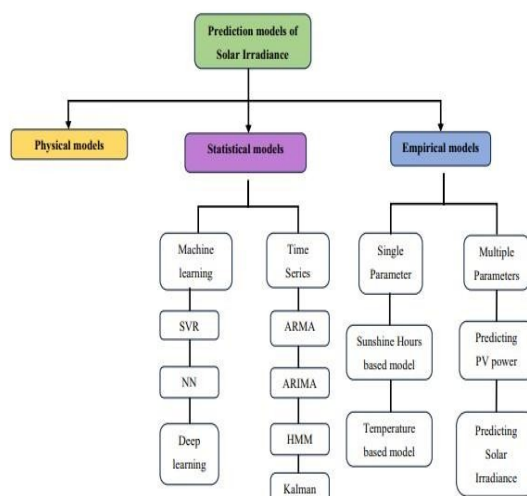 Prediction models of
Solar Irradiance
Physical models
Statistical models
Empirical models
Machine
learning
SVR
NN
Deep
learning
Time
Series
ARMA
ARIMA
HMM
Kalman
Single
Parameter
Sunshine Hours
based model
Temperature
based model
Multiple
Parameters
Predicting
PV power
Predicting
Solar
Irradiance